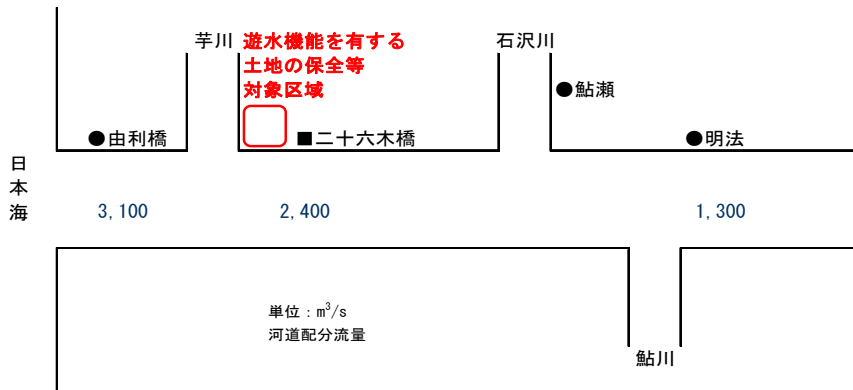 芋川
遊水機能を有する
土地の保全等
対象区域
石沢川
●鮎瀬
●由利橋
■二十六木橋
●明法
日本海
3,100
2,400
1,300
単位：m³/s
河道配分流量
鮎川